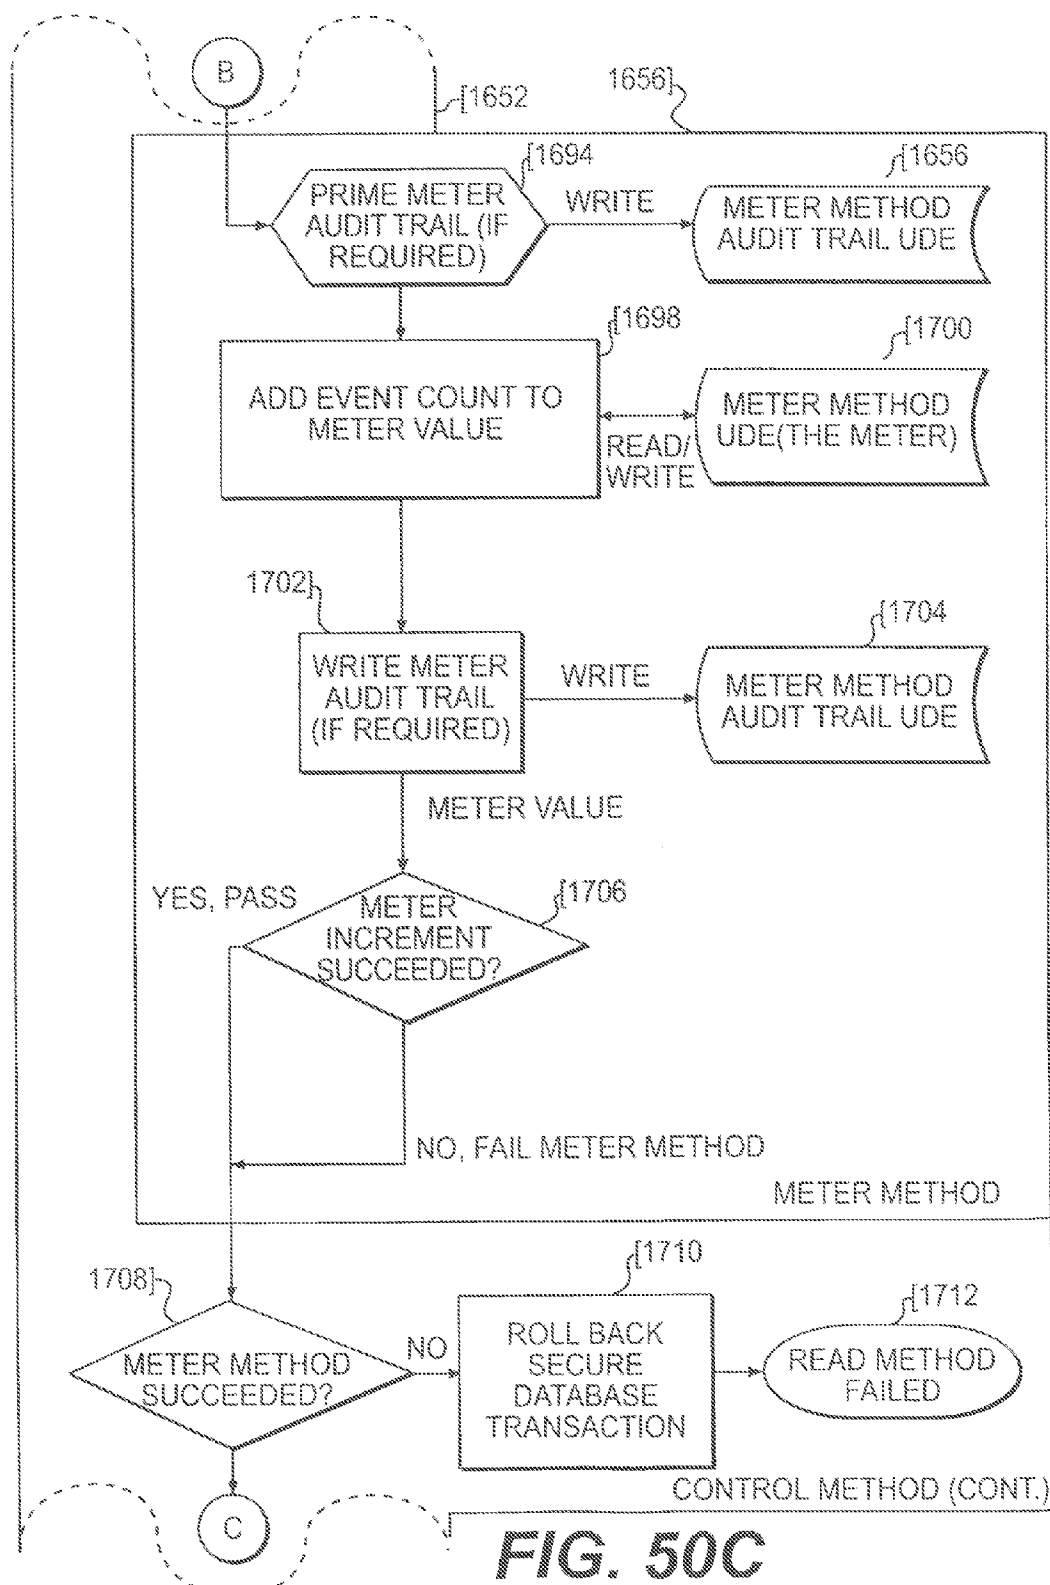 B
[1652
1656]
[1694
PRIME METER
AUDIT TRAIL (IF
REQUIRED)
WRITE
[1656
METER METHOD
AUDIT TRAIL UDE
[1698
ADD EVENT COUNT TO
METER VALUE
READ/
WRITE
[1700
METER METHOD
UDE(THE METER)
1702]
WRITE METER
AUDIT TRAIL
(IF REQUIRED)
WRITE
[1704
METER METHOD
AUDIT TRAIL UDE
METER VALUE
YES, PASS
[1706
METER
INCREMENT
SUCCEEDED?
NO, FAIL METER METHOD
METER METHOD
1708]
METER METHOD
SUCCEEDED?
NO
[1710
ROLL BACK
SECURE
DATABASE
TRANSACTION
[1712
READ METHOD
FAILED
CONTROL METHOD (CONT.)
C
FIG. 50C